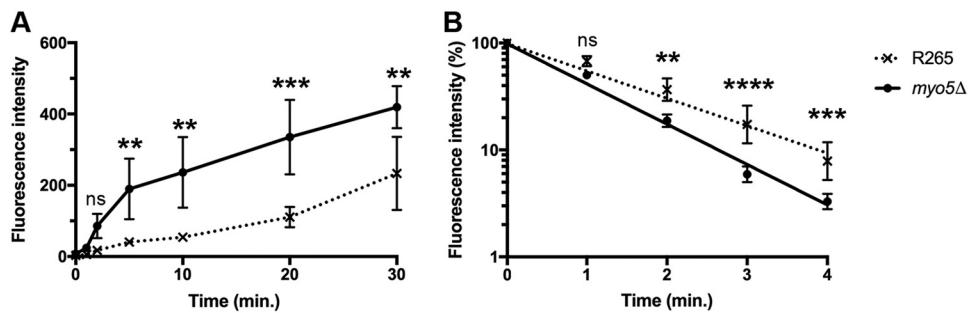 A
Fluorescence intensity
600
400
200
0
ns
**
**
***
**
0
10
20
30
Time (min.)
B
Fluorescence intensity (%)
100
10
1
ns
**
****
***
0
1
2
3
4
Time (min.)
R265
myo5Δ